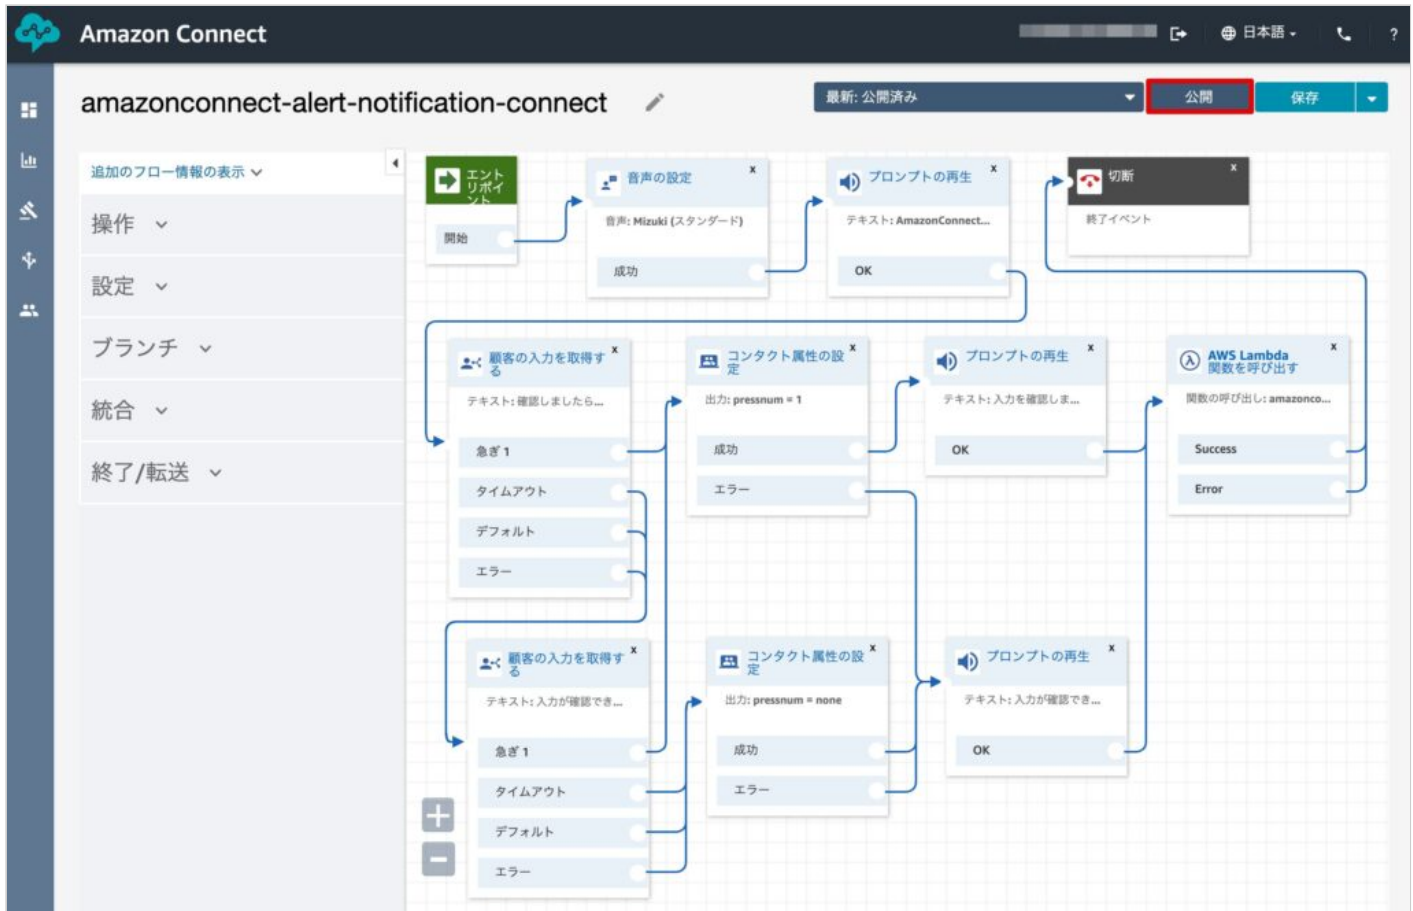 Amazon Connect
日本語
?
amazonconnect-alert-notification-connect
最新: 公開済み
公開
保存
追加のフロー情報の表示
操作
設定
ブランチ
統合
終了/転送
エント
リポイ
ント
開始
音声の設定
x
音声: Mizuki (スタンダード)
成功
プロンプトの再生
x
テキスト: AmazonConnect...
OK
切断
x
終了イベント
顧客の入力を取得す
る
x
テキスト: 確認しましたら...
急ぎ 1
タイムアウト
デフォルト
エラー
コンタクト属性の設
定
x
出力: pressnum = 1
成功
エラー
プロンプトの再生
x
テキスト: 入力を確認しま...
OK
AWS Lambda
関数を呼び出す
x
関数の呼び出し: amazonco...
Success
Error
顧客の入力を取得す
る
x
テキスト: 入力が確認でき...
急ぎ 1
タイムアウト
デフォルト
エラー
コンタクト属性の設
定
x
出力: pressnum = none
成功
エラー
プロンプトの再生
x
テキスト: 入力が確認でき...
OK